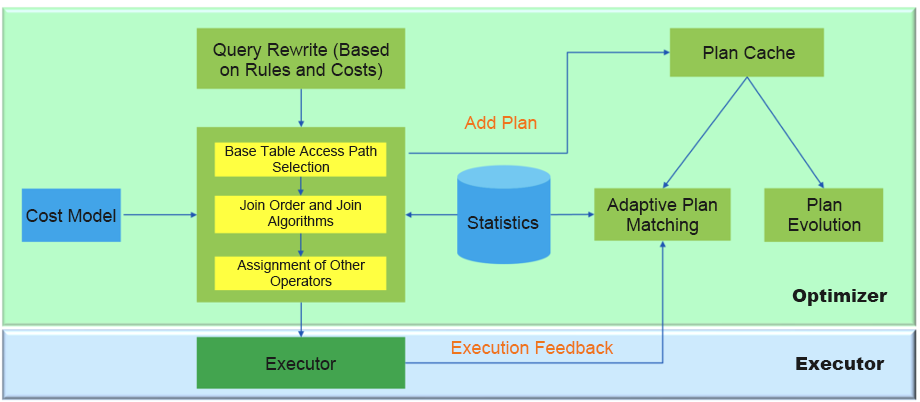 Query Rewrite (Based
on Rules and Costs)
Plan Cache
Add Plan
Base Table Access Path
Selection
Join Order and Join
Algorithms
Assignment of Other
Operators
Cost Model
Statistics
Adaptive Plan
Matching
Plan
Evolution
Optimizer
Executor
Execution Feedback
Executor